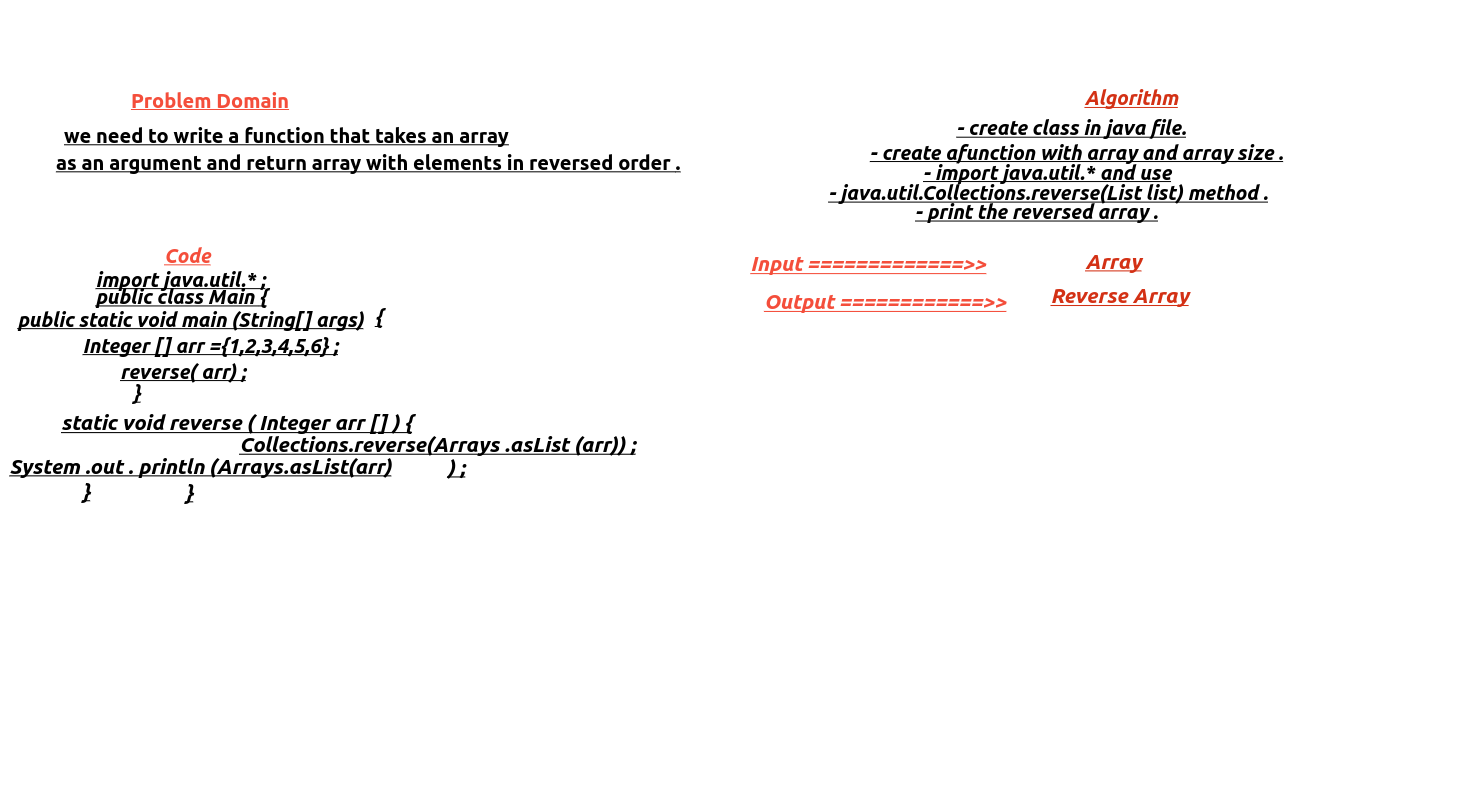 Problem Domain
we need to write a function that takes an array
as an argument and return array with elements in reversed order .
Code
import java.util.* ;
public class Main {
public static void main (String[] args) {
Integer [] arr ={1,2,3,4,5,6} ;
reverse( arr) ;
}
static void reverse ( Integer arr [] ) {
Collections.reverse(Arrays .asList (arr)) ;
System .out . println (Arrays.asList(arr) ) ;
} }
Algorithm
- create class in java file.
- create afunction with array and array size .
- import java.util.* and use
- java.util.Collections.reverse(List list) method .
- print the reversed array .
Input =============>> Array
Output ============>> Reverse Array